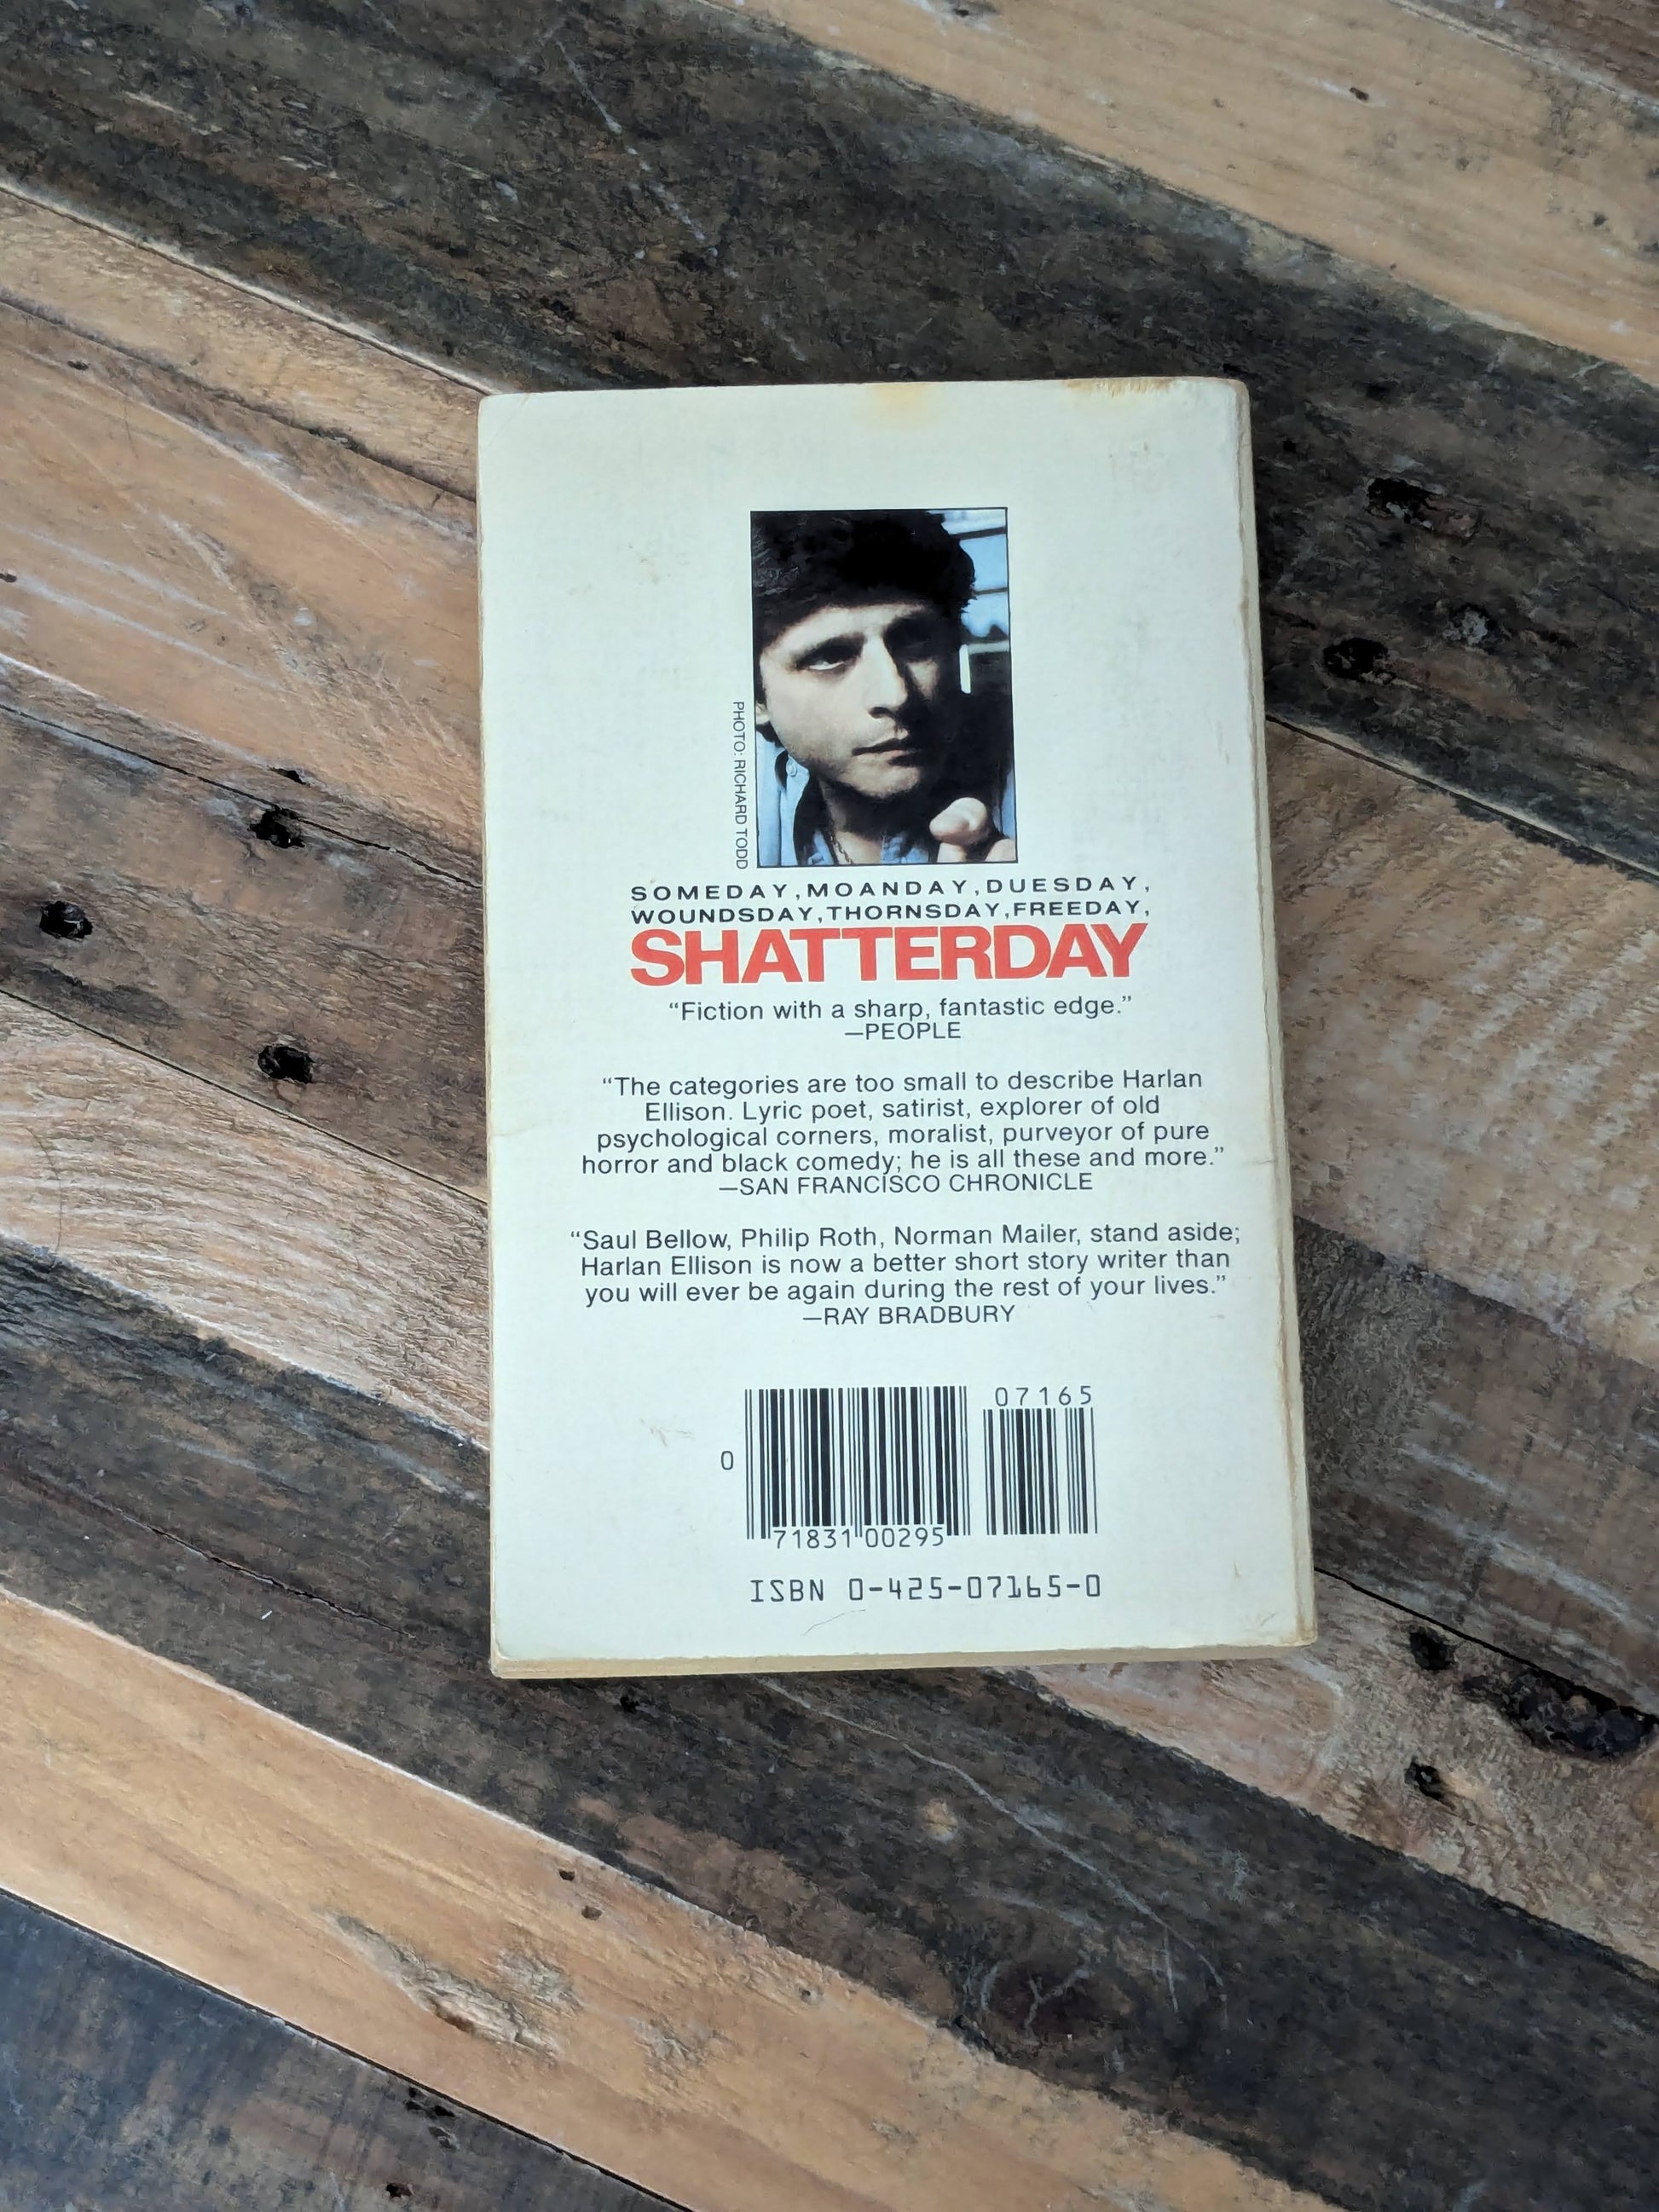 PHOTO: RICHARD TODD
SOMEDAY, MOANDAY, DUESDAY,
WOUNDSDAY, THORNSDAY, FREEDAY,
SHATTERDAY
“Fiction with a sharp, fantastic edge.”
—PEOPLE
“The categories are too small to describe Harlan
Ellison. Lyric poet, satirist, explorer of old
psychological corners, moralist, purveyor of pure
horror and black comedy; he is all these and more.”
—SAN FRANCISCO CHRONICLE
“Saul Bellow, Philip Roth, Norman Mailer, stand aside;
Harlan Ellison is now a better short story writer than
you will ever be again during the rest of your lives.”
—RAY BRADBURY
07165
0
71831 00295
ISBN 0-425-07165-0